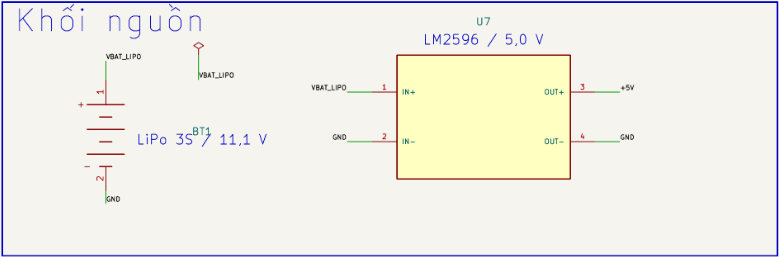 Khối nguồn
U7
LM2596 / 5,0 V
VBAT_LIPO
VBAT_LIPO
1
+
BT1
LiPo 3S / 11,1 V
-
2
GND
VBAT_LIPO 1 IN+ OUT+ 3 +5V
GND 2 IN- OUT- 4 GND